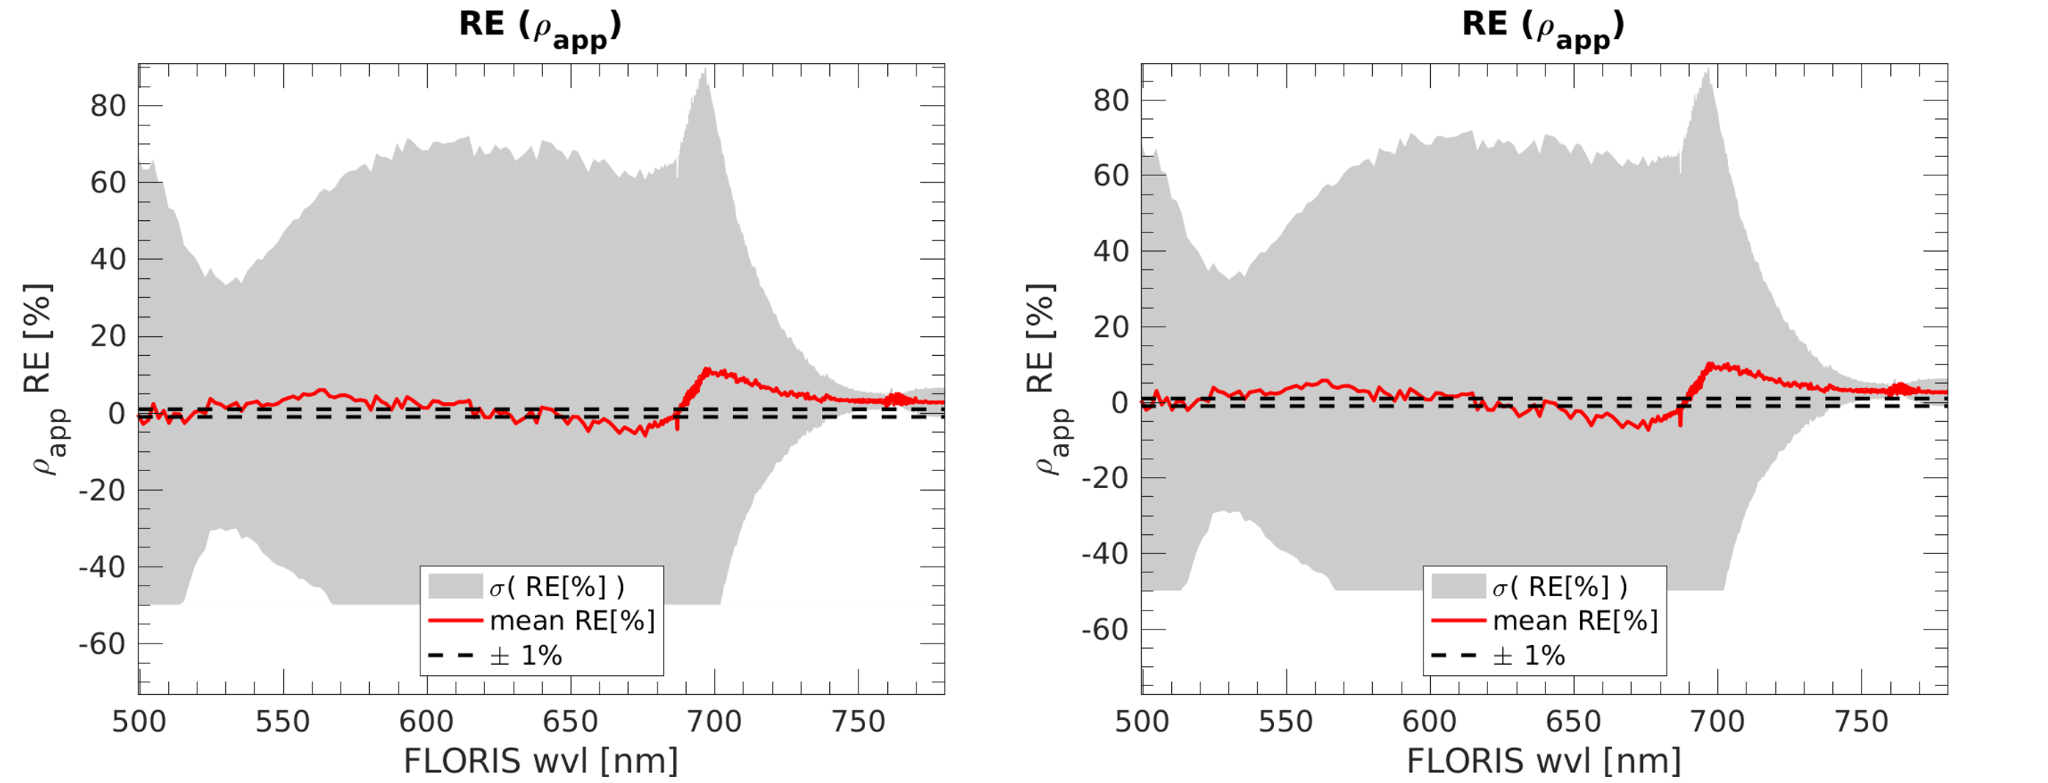 RE (ρapp)
80
60
40
20
0
-20
-40
-60
ρapp RE [%]
σ( RE[%] )
mean RE[%]
± 1%
500 550 600 650 700 750
FLORIS wvl [nm]
RE (ρapp)
80
60
40
20
0
-20
-40
-60
ρapp RE [%]
σ( RE[%] )
mean RE[%]
± 1%
500 550 600 650 700 750
FLORIS wvl [nm]